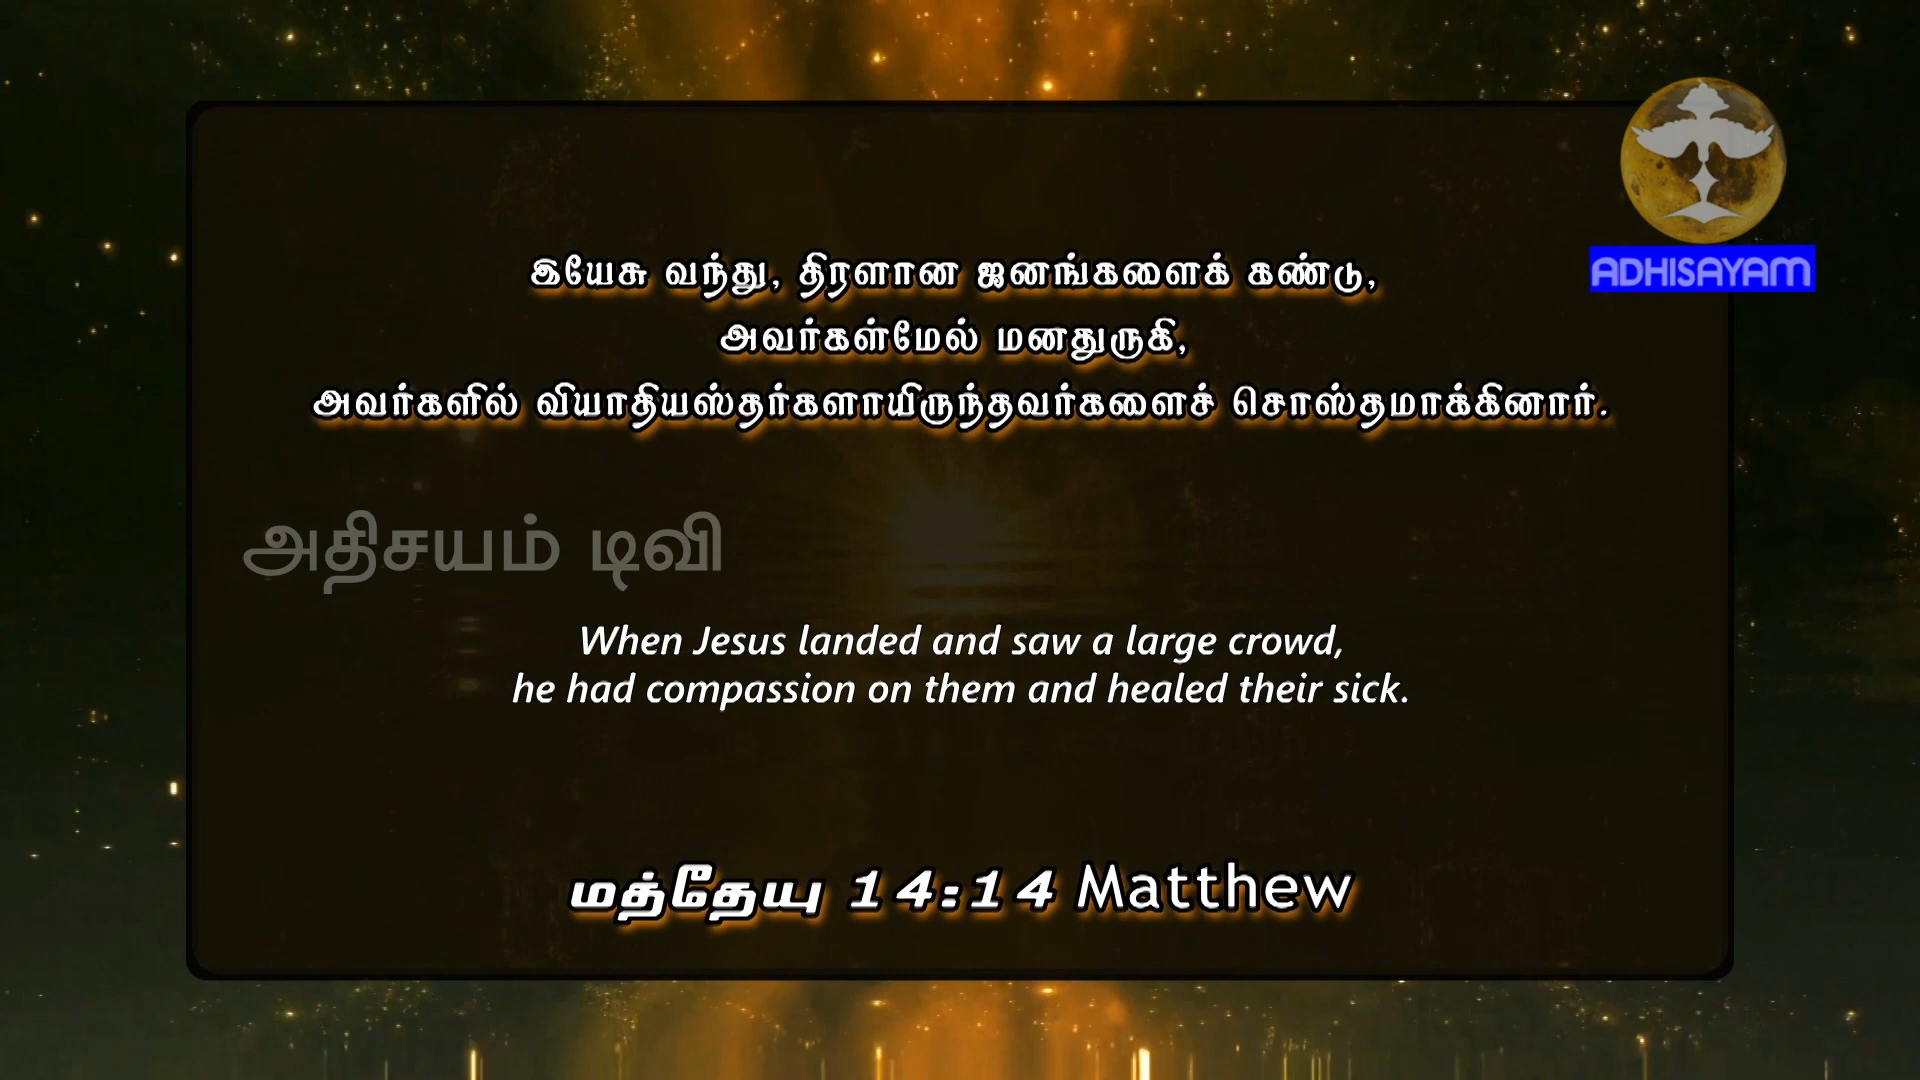 ADHISAYAM
இயேசு வந்து, திரளான ஜனங்களைக் கண்டு,
அவர்கள்மேல் மனதுருகி,
அவர்களில் வியாதியஸ்தர்களாயிருந்தவர்களைச் சொஸ்தமாக்கினார்.
அதிசயம் டிவி
When Jesus landed and saw a large crowd,
he had compassion on them and healed their sick.
மத்தேயு 14:14 Matthew